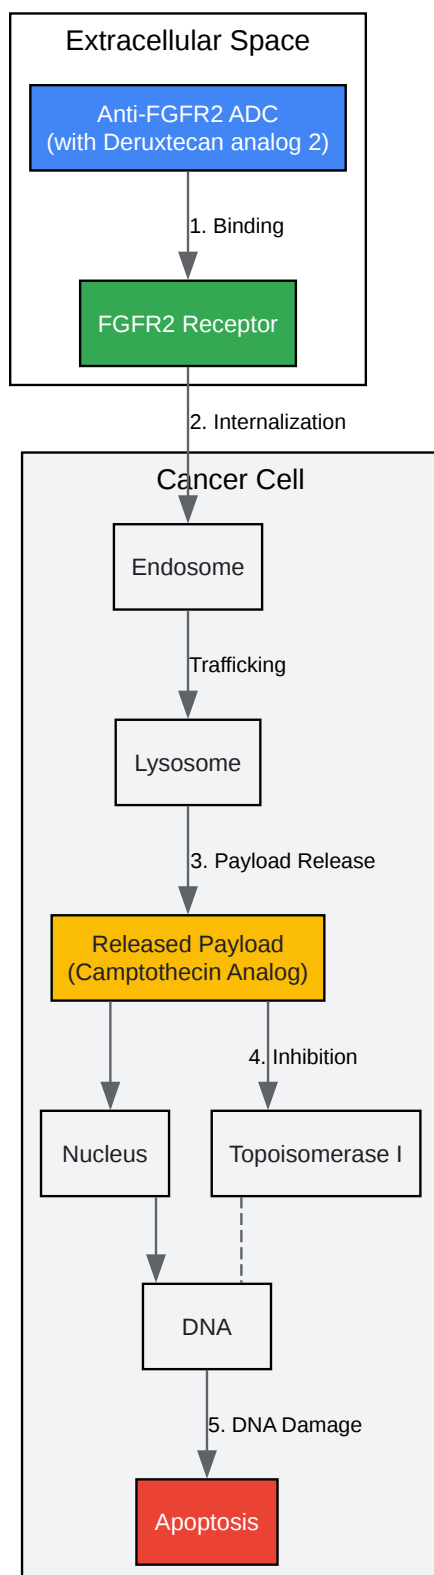 Extracellular Space
Anti-FGFR2 ADC
(with Deruxtecan analog 2)
1. Binding
FGFR2 Receptor
2. Internalization
Cancer Cell
Endosome
Trafficking
Lysosome
3. Payload Release
Released Payload
(Camptothecin Analog)
4. Inhibition
Nucleus
Topoisomerase I
DNA
5. DNA Damage
Apoptosis